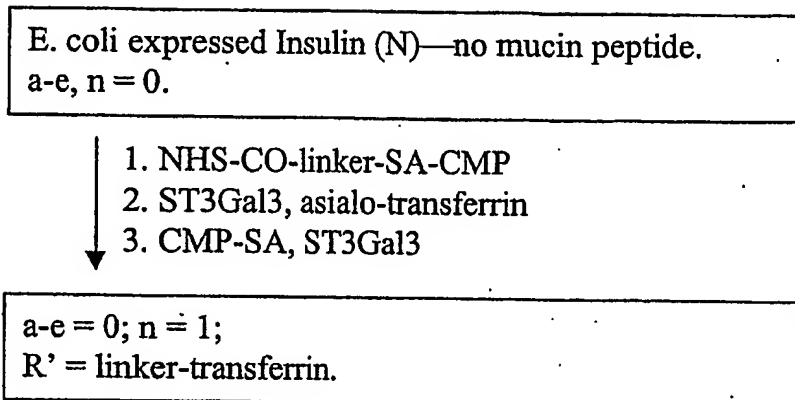 E. coli expressed Insulin (N)—no mucin peptide.
a-e, n = 0.
1. NHS-CO-linker-SA-CMP
2. ST3Gal3, asialo-transferrin
3. CMP-SA, ST3Gal3
a-e = 0; n = 1;
R' = linker-transferrin.